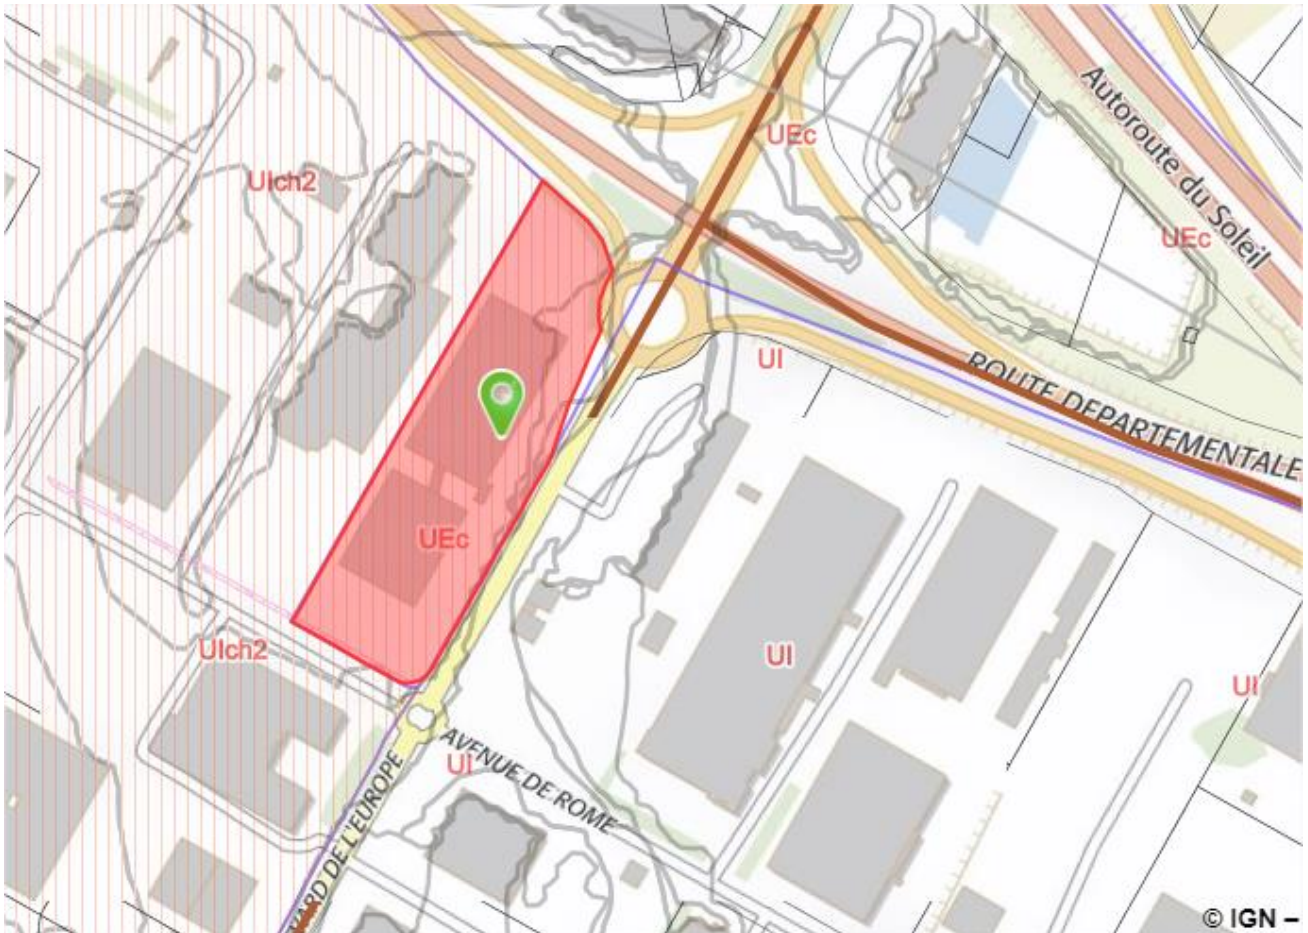 Autoroute du Soleil
UEc
UIch2
UEc
UI
ROUTE DEPARTEMENTALE
UEc
UIch2
UI
UI
AVENUE DE ROME
UI
VARD DE L'EUROPE
© IGN –